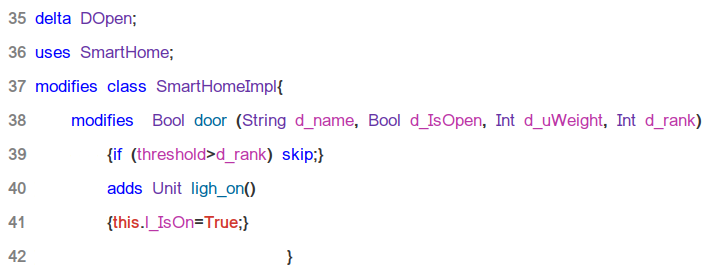 35 delta DOpen;
36 uses SmartHome;
37 modifies class SmartHomeImpl{
38 modifies Bool door (String d_name, Bool d_IsOpen, Int d_uWeight, Int d_rank)
39 {if (threshold>d_rank) skip;}
40 adds Unit ligh_on()
41 {this.l_IsOn=True;}
42 }